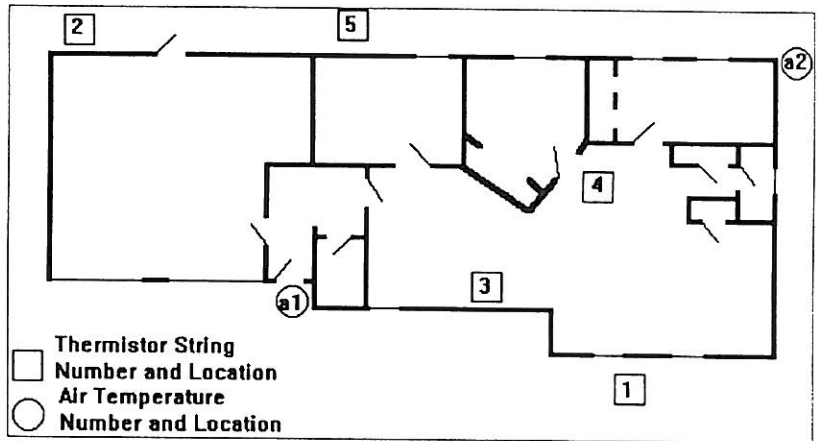 2
5
a2
4
3
a1
1
Thermistor String
Number and Location
Air Temperature
Number and Location